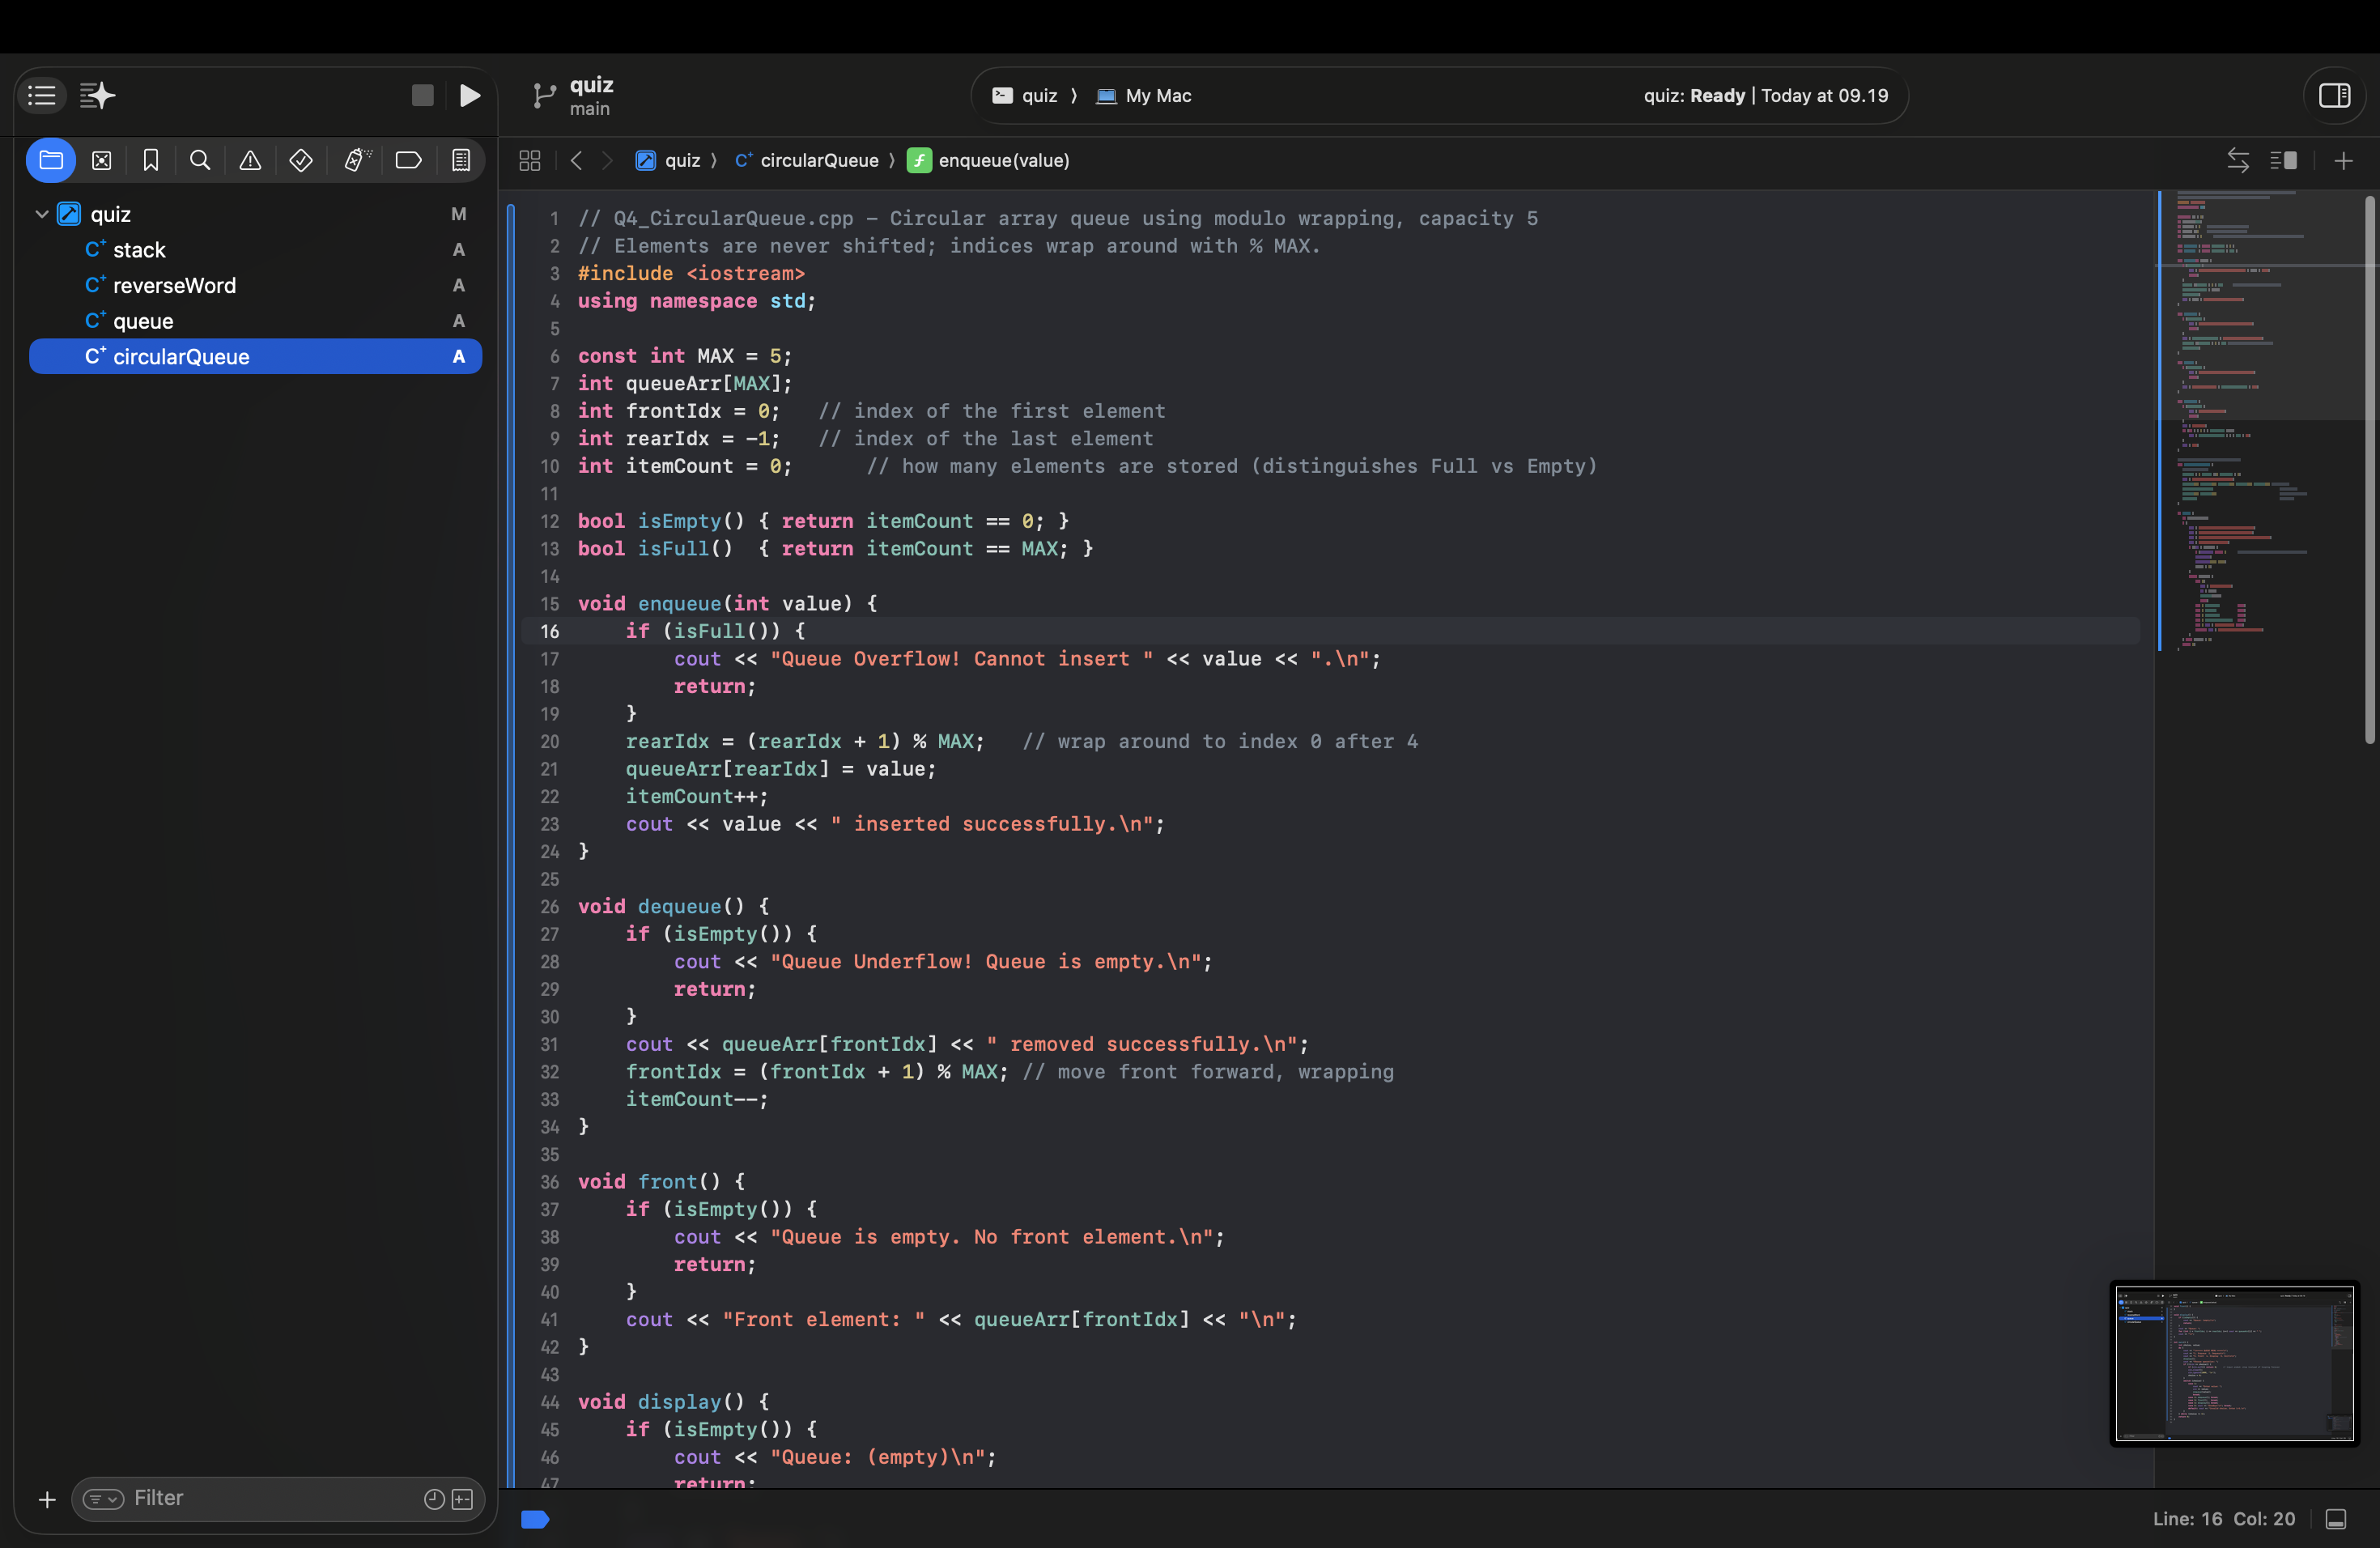 quiz
main
quiz
My Mac
quiz: Ready | Today at 09.19
quiz
circularQueue
enqueue(value)
quiz M
stack A
reverseWord A
queue A
circularQueue A
1 // Q4_CircularQueue.cpp – Circular array queue using modulo wrapping, capacity 5
2 // Elements are never shifted; indices wrap around with % MAX.
3 #include <iostream>
4 using namespace std;
5
6 const int MAX = 5;
7 int queueArr[MAX];
8 int frontIdx = 0;   // index of the first element
9 int rearIdx = -1;   // index of the last element
10 int itemCount = 0;      // how many elements are stored (distinguishes Full vs Empty)
11
12 bool isEmpty() { return itemCount == 0; }
13 bool isFull()  { return itemCount == MAX; }
14
15 void enqueue(int value) {
16     if (isFull()) {
17         cout << "Queue Overflow! Cannot insert " << value << ".\n";
18         return;
19     }
20     rearIdx = (rearIdx + 1) % MAX;   // wrap around to index 0 after 4
21     queueArr[rearIdx] = value;
22     itemCount++;
23     cout << value << " inserted successfully.\n";
24 }
25
26 void dequeue() {
27     if (isEmpty()) {
28         cout << "Queue Underflow! Queue is empty.\n";
29         return;
30     }
31     cout << queueArr[frontIdx] << " removed successfully.\n";
32     frontIdx = (frontIdx + 1) % MAX; // move front forward, wrapping
33     itemCount--;
34 }
35
36 void front() {
37     if (isEmpty()) {
38         cout << "Queue is empty. No front element.\n";
39         return;
40     }
41     cout << "Front element: " << queueArr[frontIdx] << "\n";
42 }
43
44 void display() {
45     if (isEmpty()) {
46         cout << "Queue: (empty)\n";
47         return;
Filter
Line: 16 Col: 20